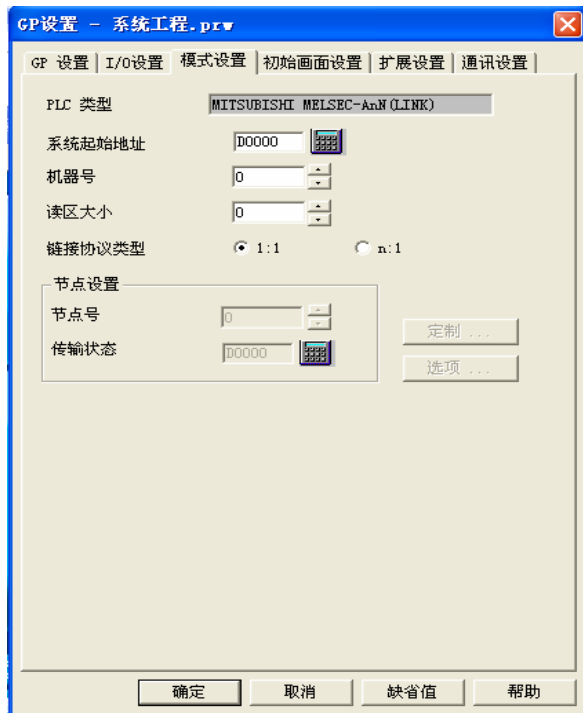 GP设置 - 系统工程.prw
GP 设置 I/O设置 模式设置 初始画面设置 扩展设置 通讯设置
PLC 类型 MITSUBISHI MELSEC-AnN(LINK)
系统起始地址 D0000
机器号 0
读区大小 0
链接协议类型 1:1 n:1
节点设置
节点号 0
定制 ...
传输状态 D0000
选项 ...
确定 取消 缺省值 帮助